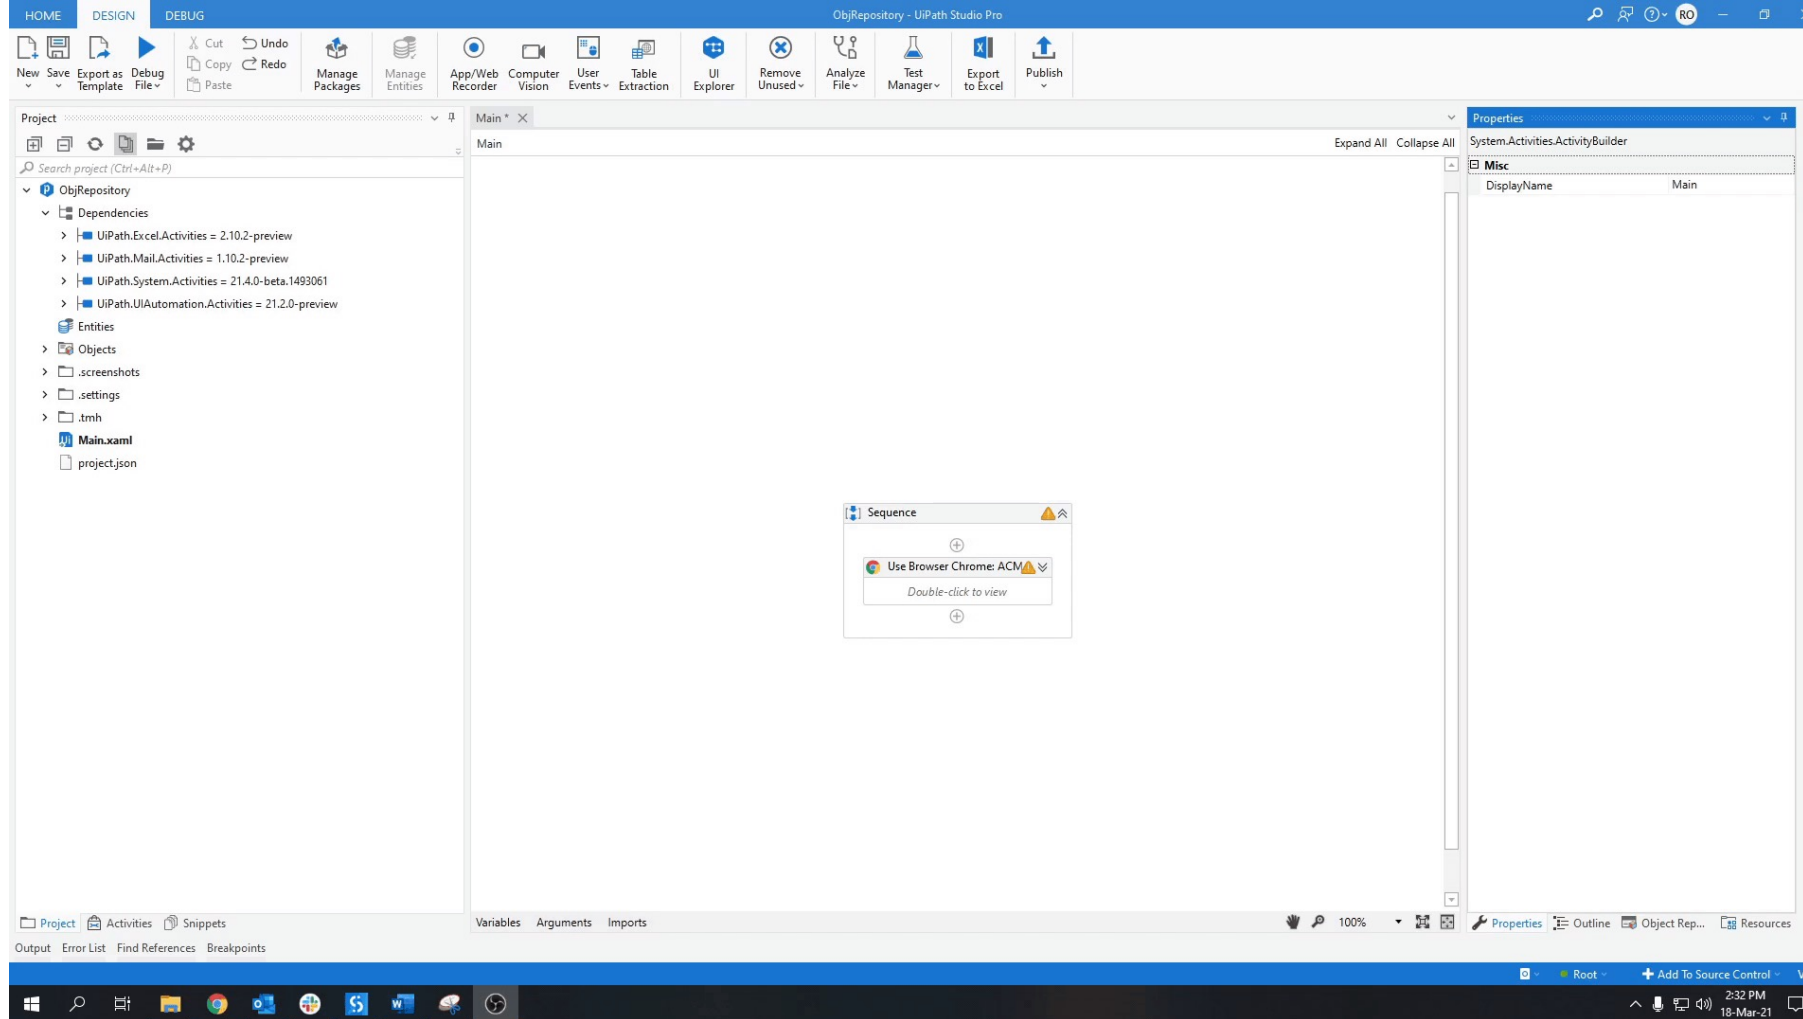 HOME DESIGN DEBUG
ObjRepository - UiPath Studio Pro
RO
New
Save
Export as Template
Debug File
Cut
Copy
Paste
Undo
Redo
Manage Packages
Manage Entities
App/Web Recorder
Computer Vision
User Events
Table Extraction
UI Explorer
Remove Unused
Analyze File
Test Manager
Export to Excel
Publish
Project
Search project (Ctrl+Alt+P)
ObjRepository
Dependencies
UiPath.Excel.Activities = 2.10.2-preview
UiPath.Mail.Activities = 1.10.2-preview
UiPath.System.Activities = 21.4.0-beta.1493061
UiPath.UIAutomation.Activities = 21.2.0-preview
Entities
Objects
.screenshots
.settings
.tmh
Main.xaml
project.json
Main *
Main
Expand All Collapse All
Sequence
Use Browser Chrome: ACM
Double-click to view
Properties
System.Activities.ActivityBuilder
Misc
DisplayName Main
Project Activities Snippets
Variables Arguments Imports
100%
Properties Outline Object Rep... Resources
Output Error List Find References Breakpoints
Root
Add To Source Control
2:32 PM
18-Mar-21